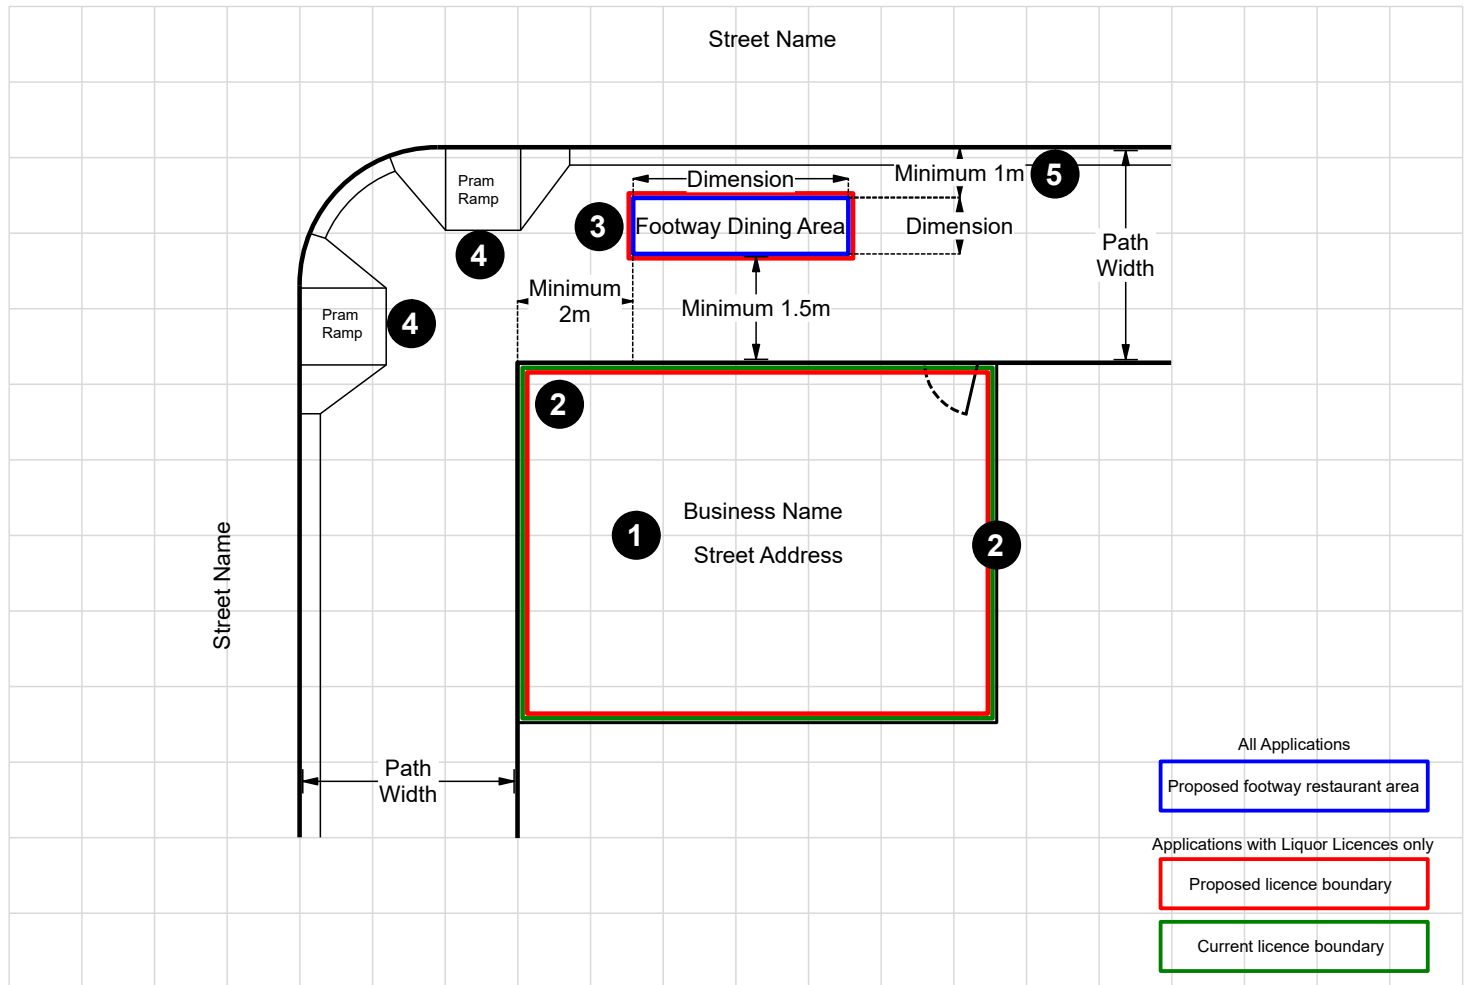 Street Name
Pram
Ramp
Dimension
Minimum 1m
5
3
Footway Dining Area
Dimension
4
Path
Width
Minimum
2m
Minimum 1.5m
Pram
Ramp
4
2
Business Name
1
Street Address
2
Street Name
Path
Width
All Applications
Proposed footway restaurant area
Applications with Liquor Licences only
Proposed licence boundary
Current licence boundary